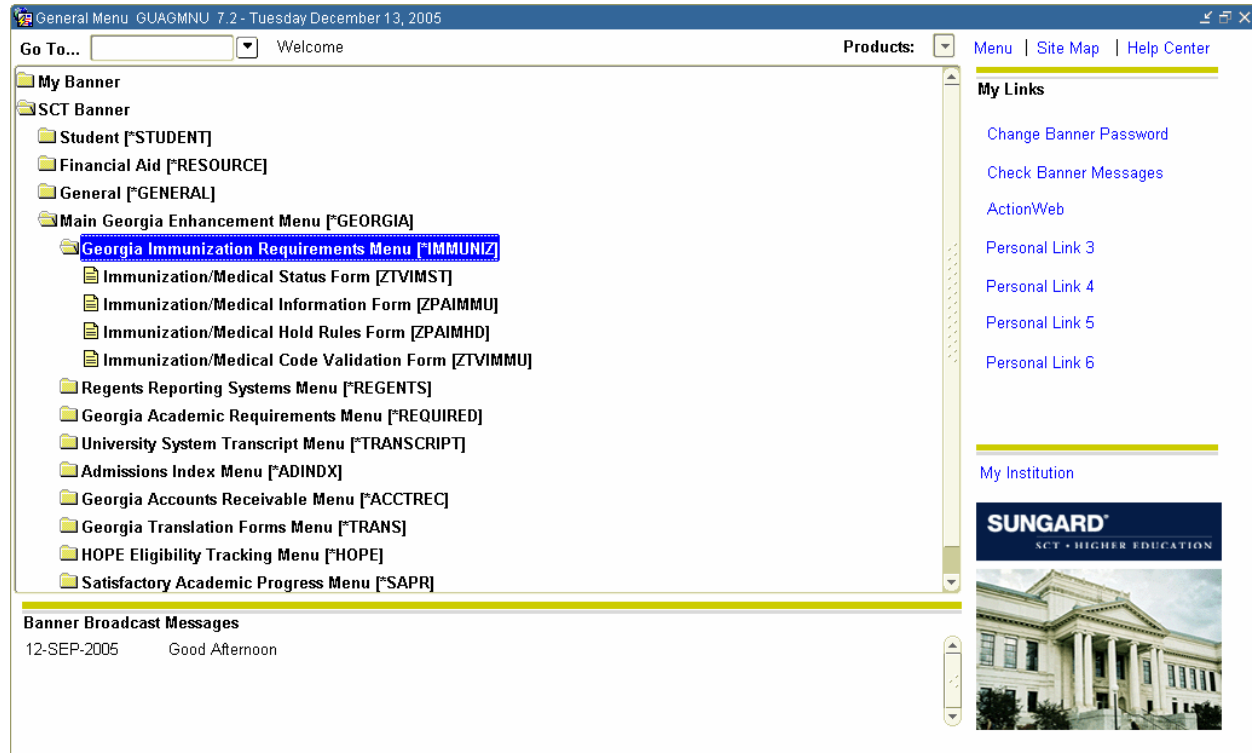 General Menu GUAGMNU 7.2 - Tuesday December 13, 2005
Go To... Welcome Products: Menu | Site Map | Help Center
My Banner
SCT Banner
Student [*STUDENT]
Financial Aid [*RESOURCE]
General [*GENERAL]
Main Georgia Enhancement Menu [*GEORGIA]
Georgia Immunization Requirements Menu [*IMMUNIZ]
Immunization/Medical Status Form [ZTVIMST]
Immunization/Medical Information Form [ZPAIMMU]
Immunization/Medical Hold Rules Form [ZPAIMHD]
Immunization/Medical Code Validation Form [ZTVIMMU]
Regents Reporting Systems Menu [*REGENTS]
Georgia Academic Requirements Menu [*REQUIRED]
University System Transcript Menu [*TRANSCRIPT]
Admissions Index Menu [*ADINDX]
Georgia Accounts Receivable Menu [*ACCTREC]
Georgia Translation Forms Menu [*TRANS]
HOPE Eligibility Tracking Menu [*HOPE]
Satisfactory Academic Progress Menu [*SAPR]
My Links
Change Banner Password
Check Banner Messages
ActionWeb
Personal Link 3
Personal Link 4
Personal Link 5
Personal Link 6
My Institution
SUNGARD
SCT • HIGHER EDUCATION
Banner Broadcast Messages
12-SEP-2005 Good Afternoon